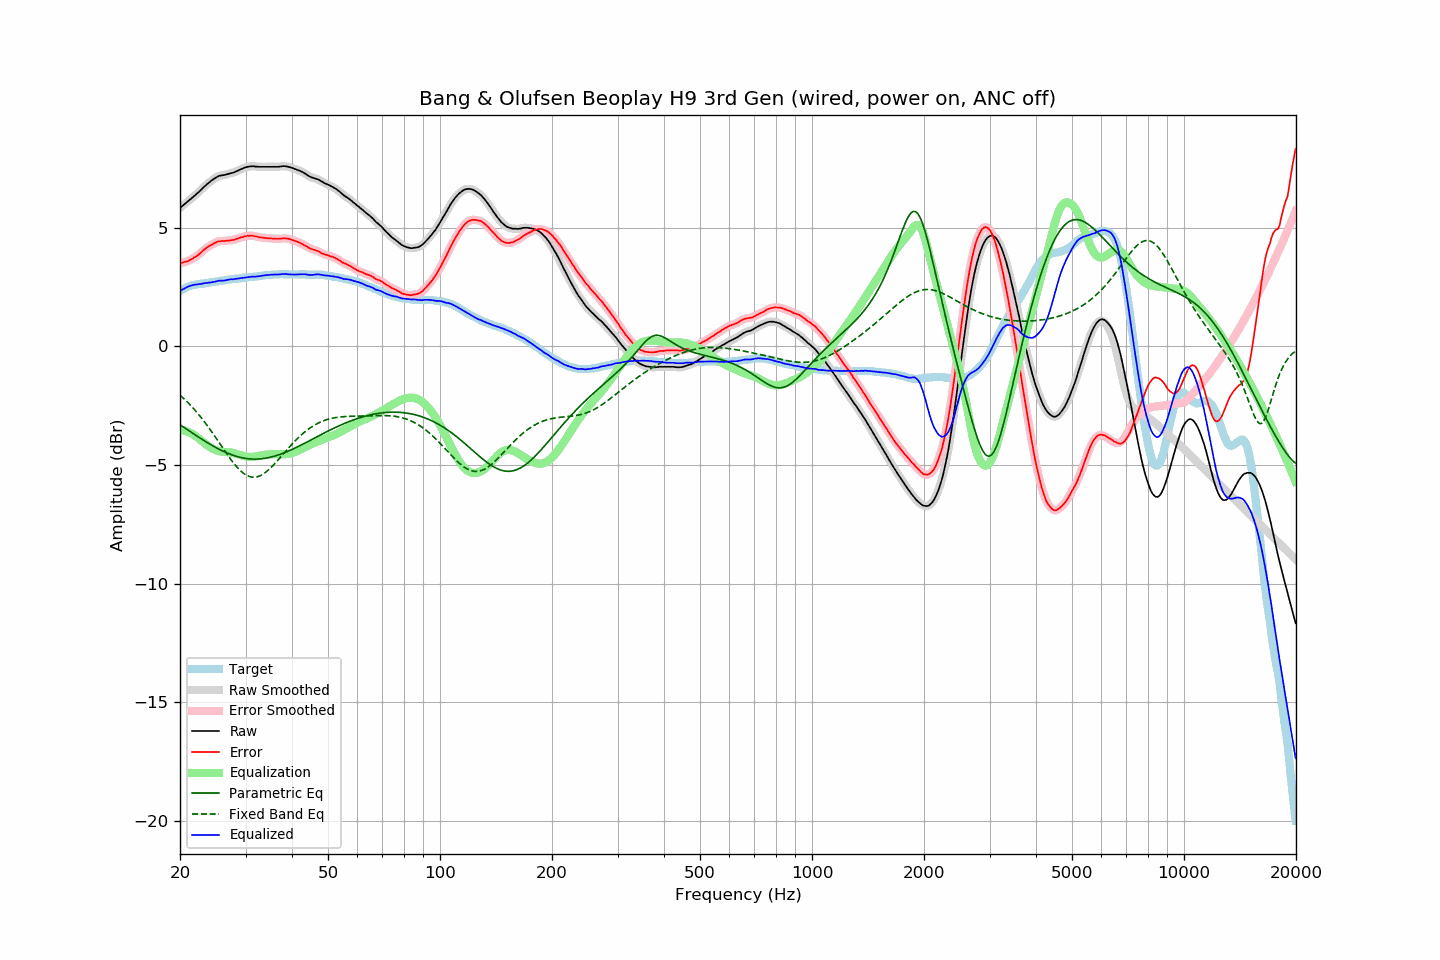 Bang & Olufsen Beoplay H9 3rd Gen (wired, power on, ANC off)
Amplitude (dBr)
5
0
−5
−10
−15
−20
Target
Raw Smoothed
Error Smoothed
Raw
Error
Equalization
Parametric Eq
Fixed Band Eq
Equalized
20 50 100 200 500 1000 2000 5000 10000 20000
Frequency (Hz)